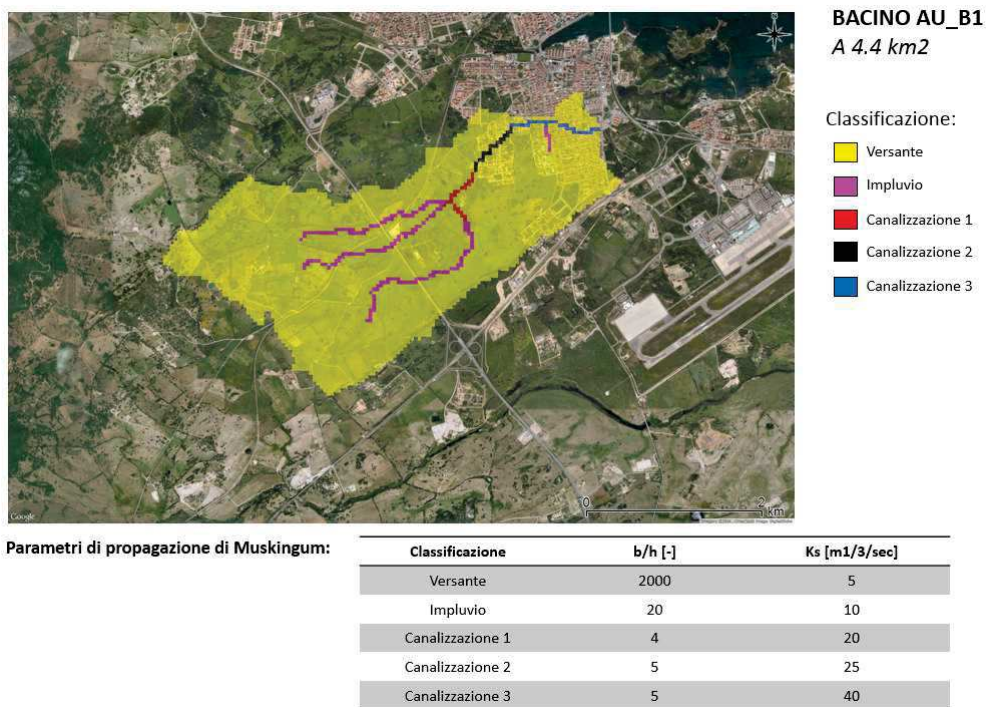 BACINO AU_B1
A 4.4 km2
Classificazione:
Versante
Impluvio
Canalizzazione 1
Canalizzazione 2
Canalizzazione 3
0 2
km
Google
Parametri di propagazione di Muskingum:
Classificazione b/h [-] Ks [m1/3/sec]
Versante 2000 5
Impluvio 20 10
Canalizzazione 1 4 20
Canalizzazione 2 5 25
Canalizzazione 3 5 40